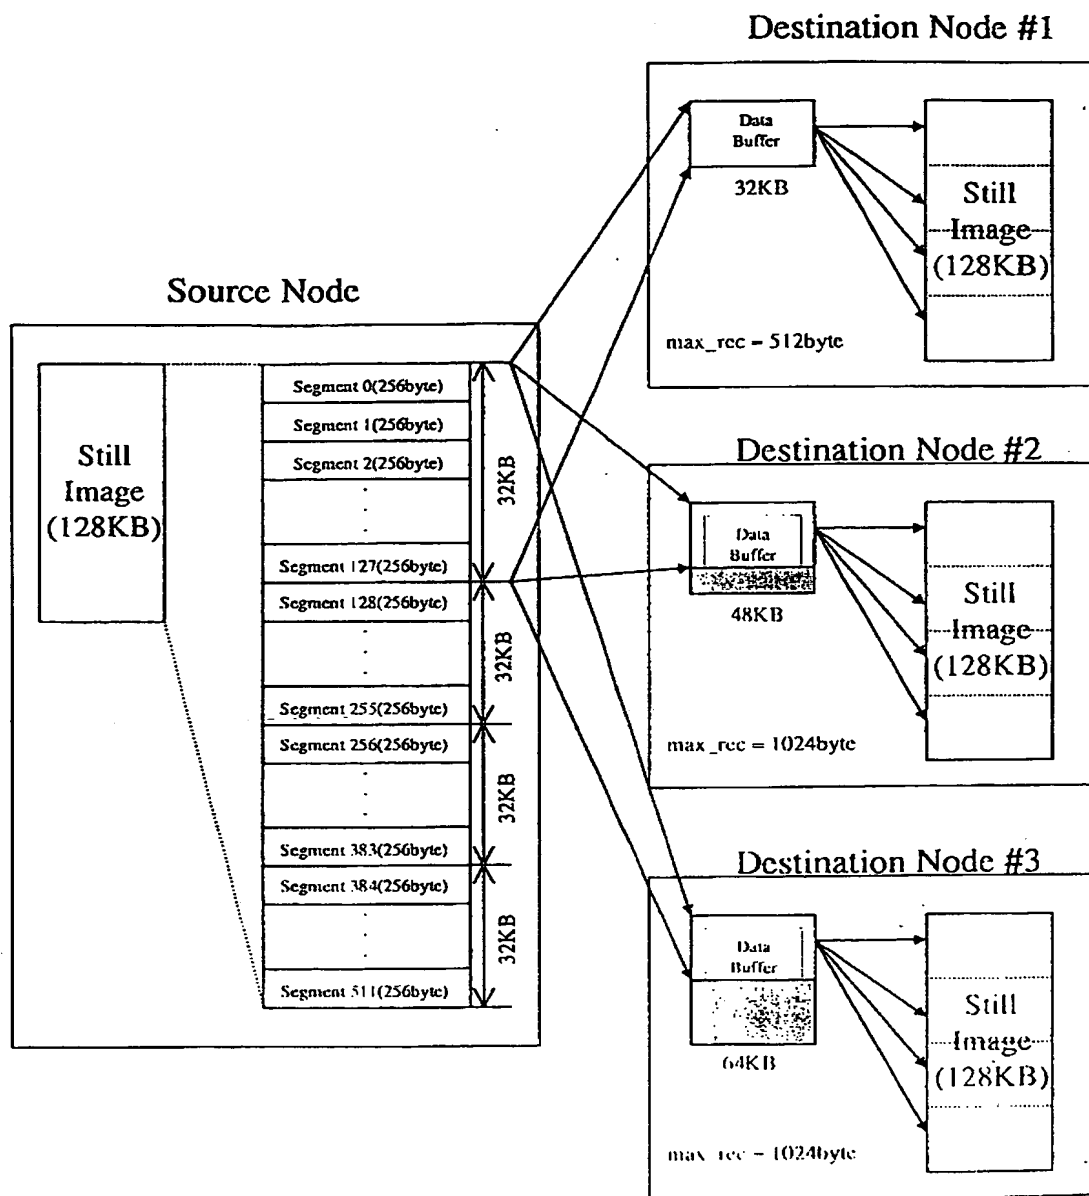 Destination Node #1
Data
Buffer
32KB
Still
Image
(128KB)
max_rec = 512byte
Source Node
Still
Image
(128KB)
Segment 0(256byte)
Segment 1(256byte)
Segment 2(256byte)
Segment 127(256byte)
Segment 128(256byte)
Segment 255(256byte)
Segment 256(256byte)
Segment 383(256byte)
Segment 384(256byte)
Segment 511(256byte)
32KB
32KB
32KB
32KB
Destination Node #2
Data
Buffer
48KB
Still
Image
(128KB)
max_rec = 1024byte
Destination Node #3
Data
Buffer
64KB
Still
Image
(128KB)
max_rec = 1024byte